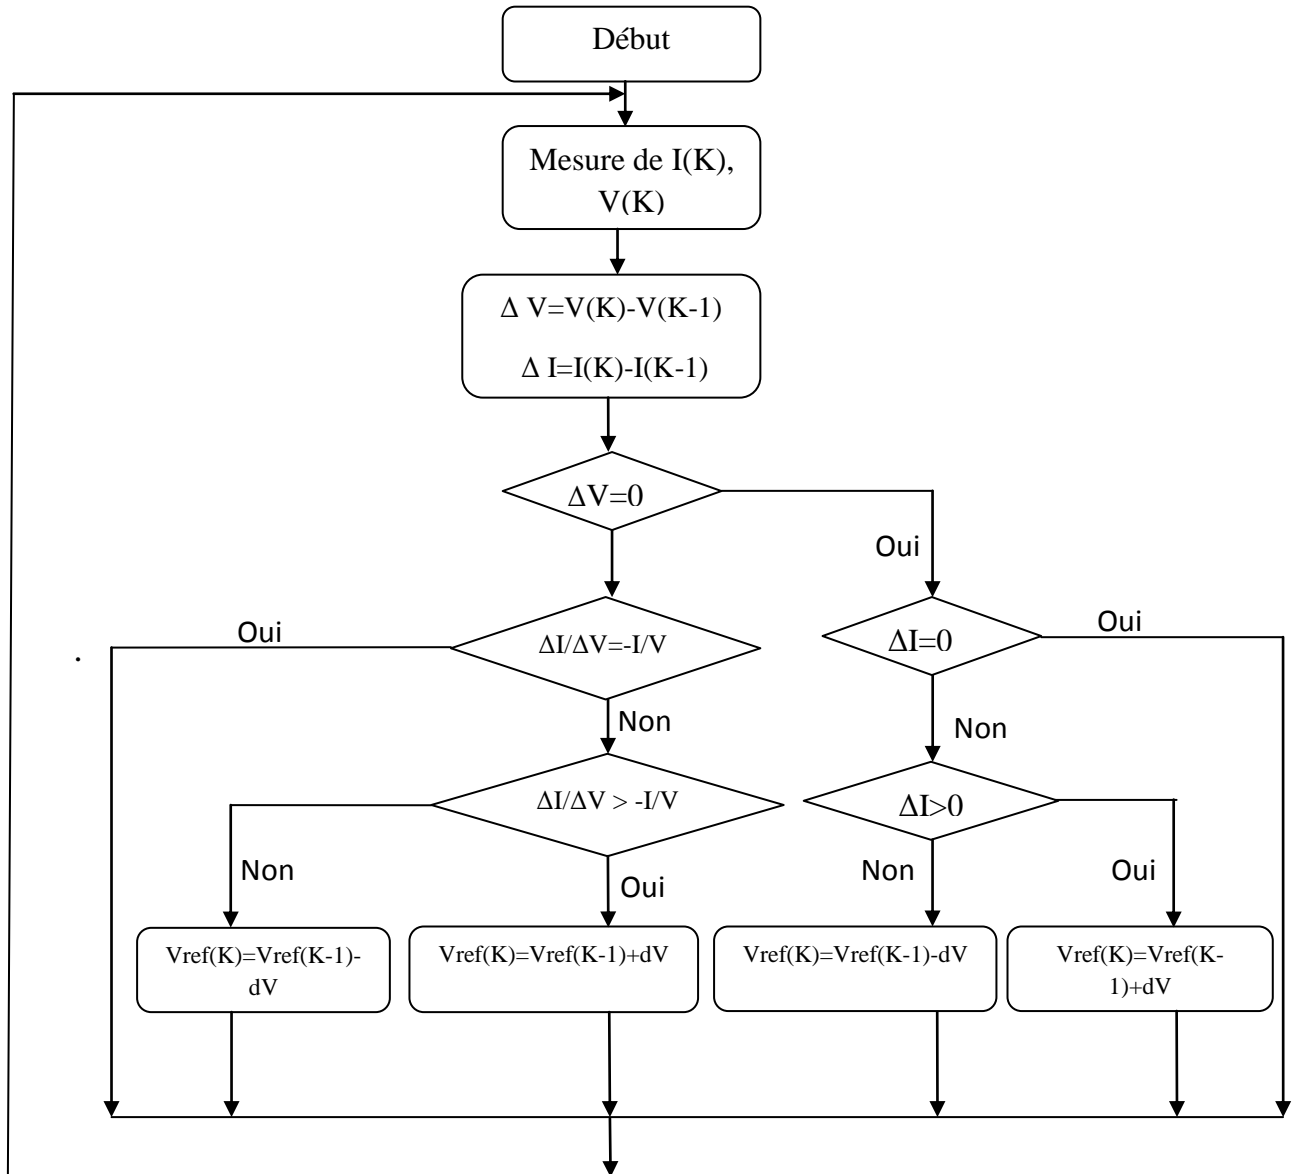 Début
Mesure de I(K),
V(K)
Δ V=V(K)-V(K-1)
Δ I=I(K)-I(K-1)
ΔV=0
Oui
Oui
ΔI/ΔV=-I/V
ΔI=0
Oui
.
Non
Non
ΔI/ΔV > -I/V
ΔI>0
Non
Oui
Non
Oui
Vref(K)=Vref(K-1)-
dV
Vref(K)=Vref(K-1)+dV
Vref(K)=Vref(K-1)-dV
Vref(K)=Vref(K-
1)+dV